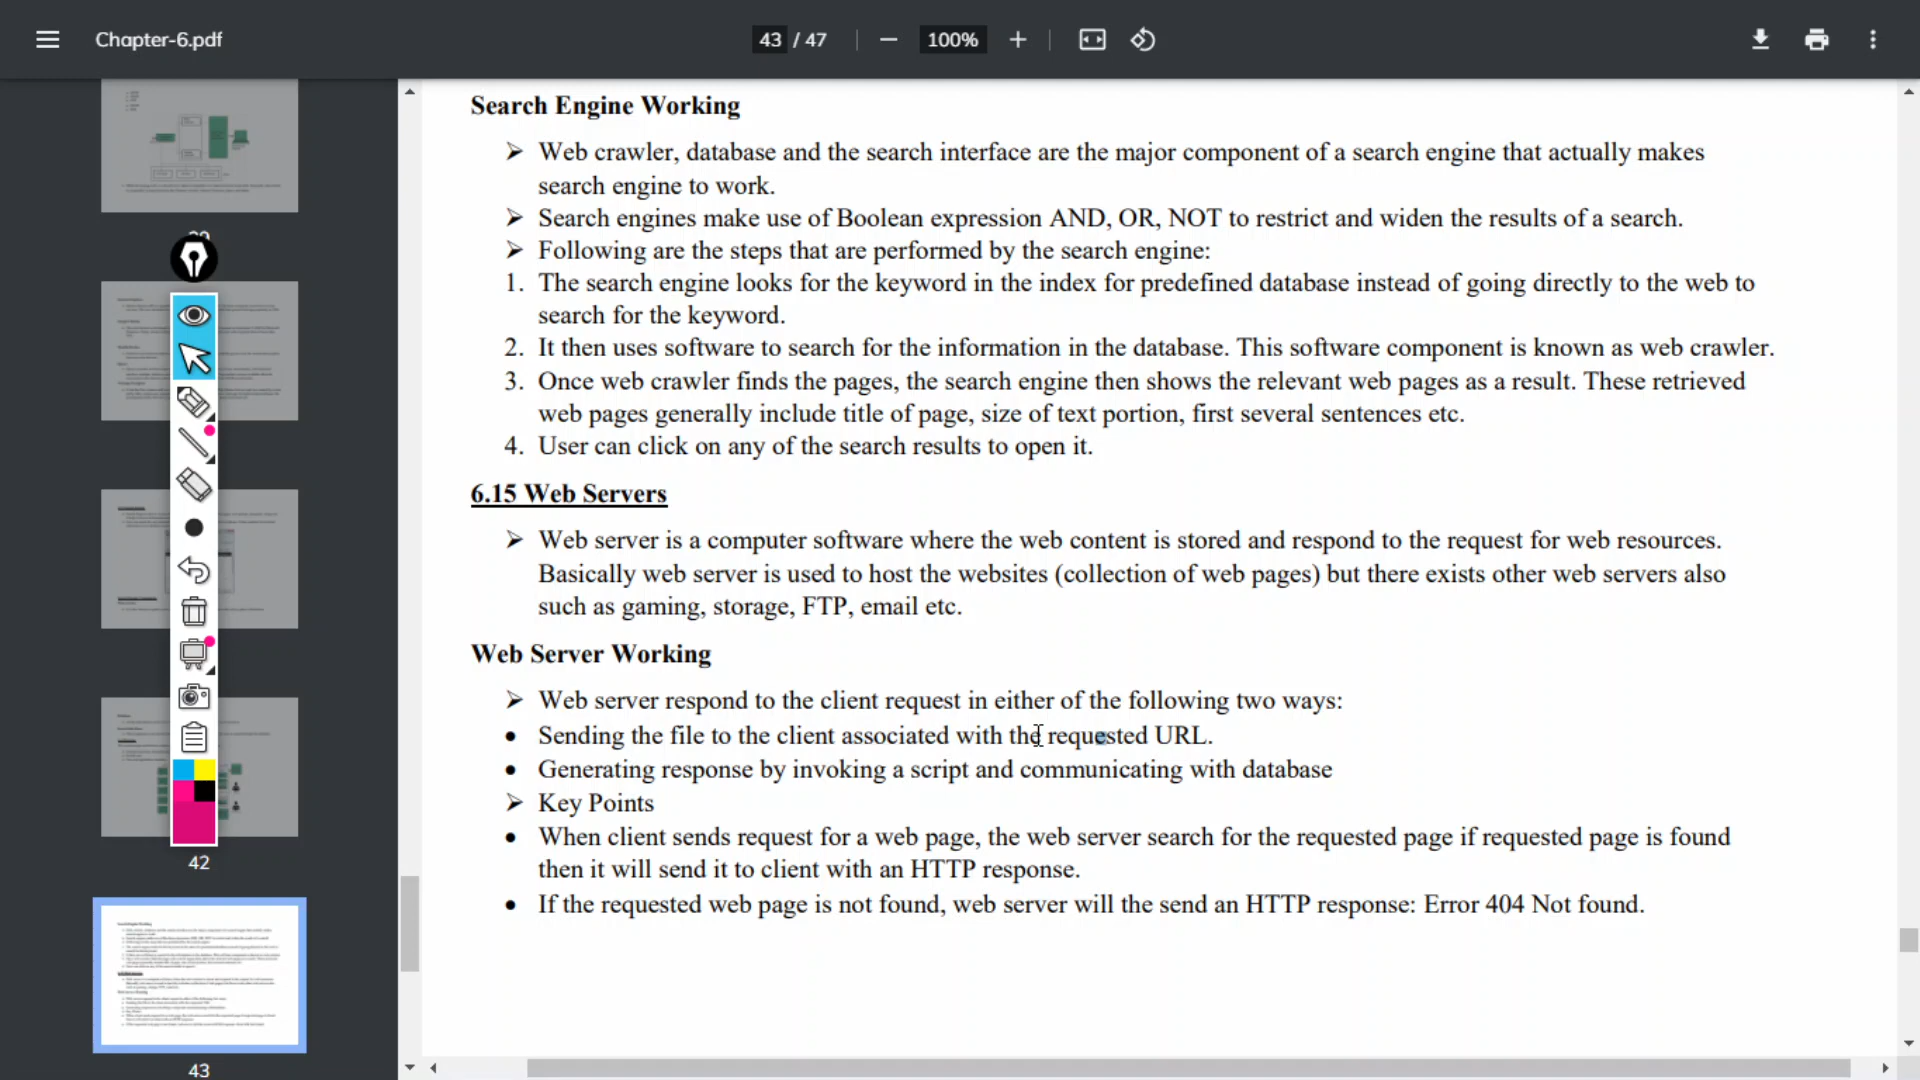 Chapter-6.pdf
43 / 47
100%
42
43
Search Engine Working
➢ Web crawler, database and the search interface are the major component of a search engine that actually makes
search engine to work.
➢ Search engines make use of Boolean expression AND, OR, NOT to restrict and widen the results of a search.
➢ Following are the steps that are performed by the search engine:
1. The search engine looks for the keyword in the index for predefined database instead of going directly to the web to
search for the keyword.
2. It then uses software to search for the information in the database. This software component is known as web crawler.
3. Once web crawler finds the pages, the search engine then shows the relevant web pages as a result. These retrieved
web pages generally include title of page, size of text portion, first several sentences etc.
4. User can click on any of the search results to open it.
6.15 Web Servers
➢ Web server is a computer software where the web content is stored and respond to the request for web resources.
Basically web server is used to host the websites (collection of web pages) but there exists other web servers also
such as gaming, storage, FTP, email etc.
Web Server Working
➢ Web server respond to the client request in either of the following two ways:
• Sending the file to the client associated with the requested URL.
• Generating response by invoking a script and communicating with database
➢ Key Points
• When client sends request for a web page, the web server search for the requested page if requested page is found
then it will send it to client with an HTTP response.
• If the requested web page is not found, web server will the send an HTTP response: Error 404 Not found.